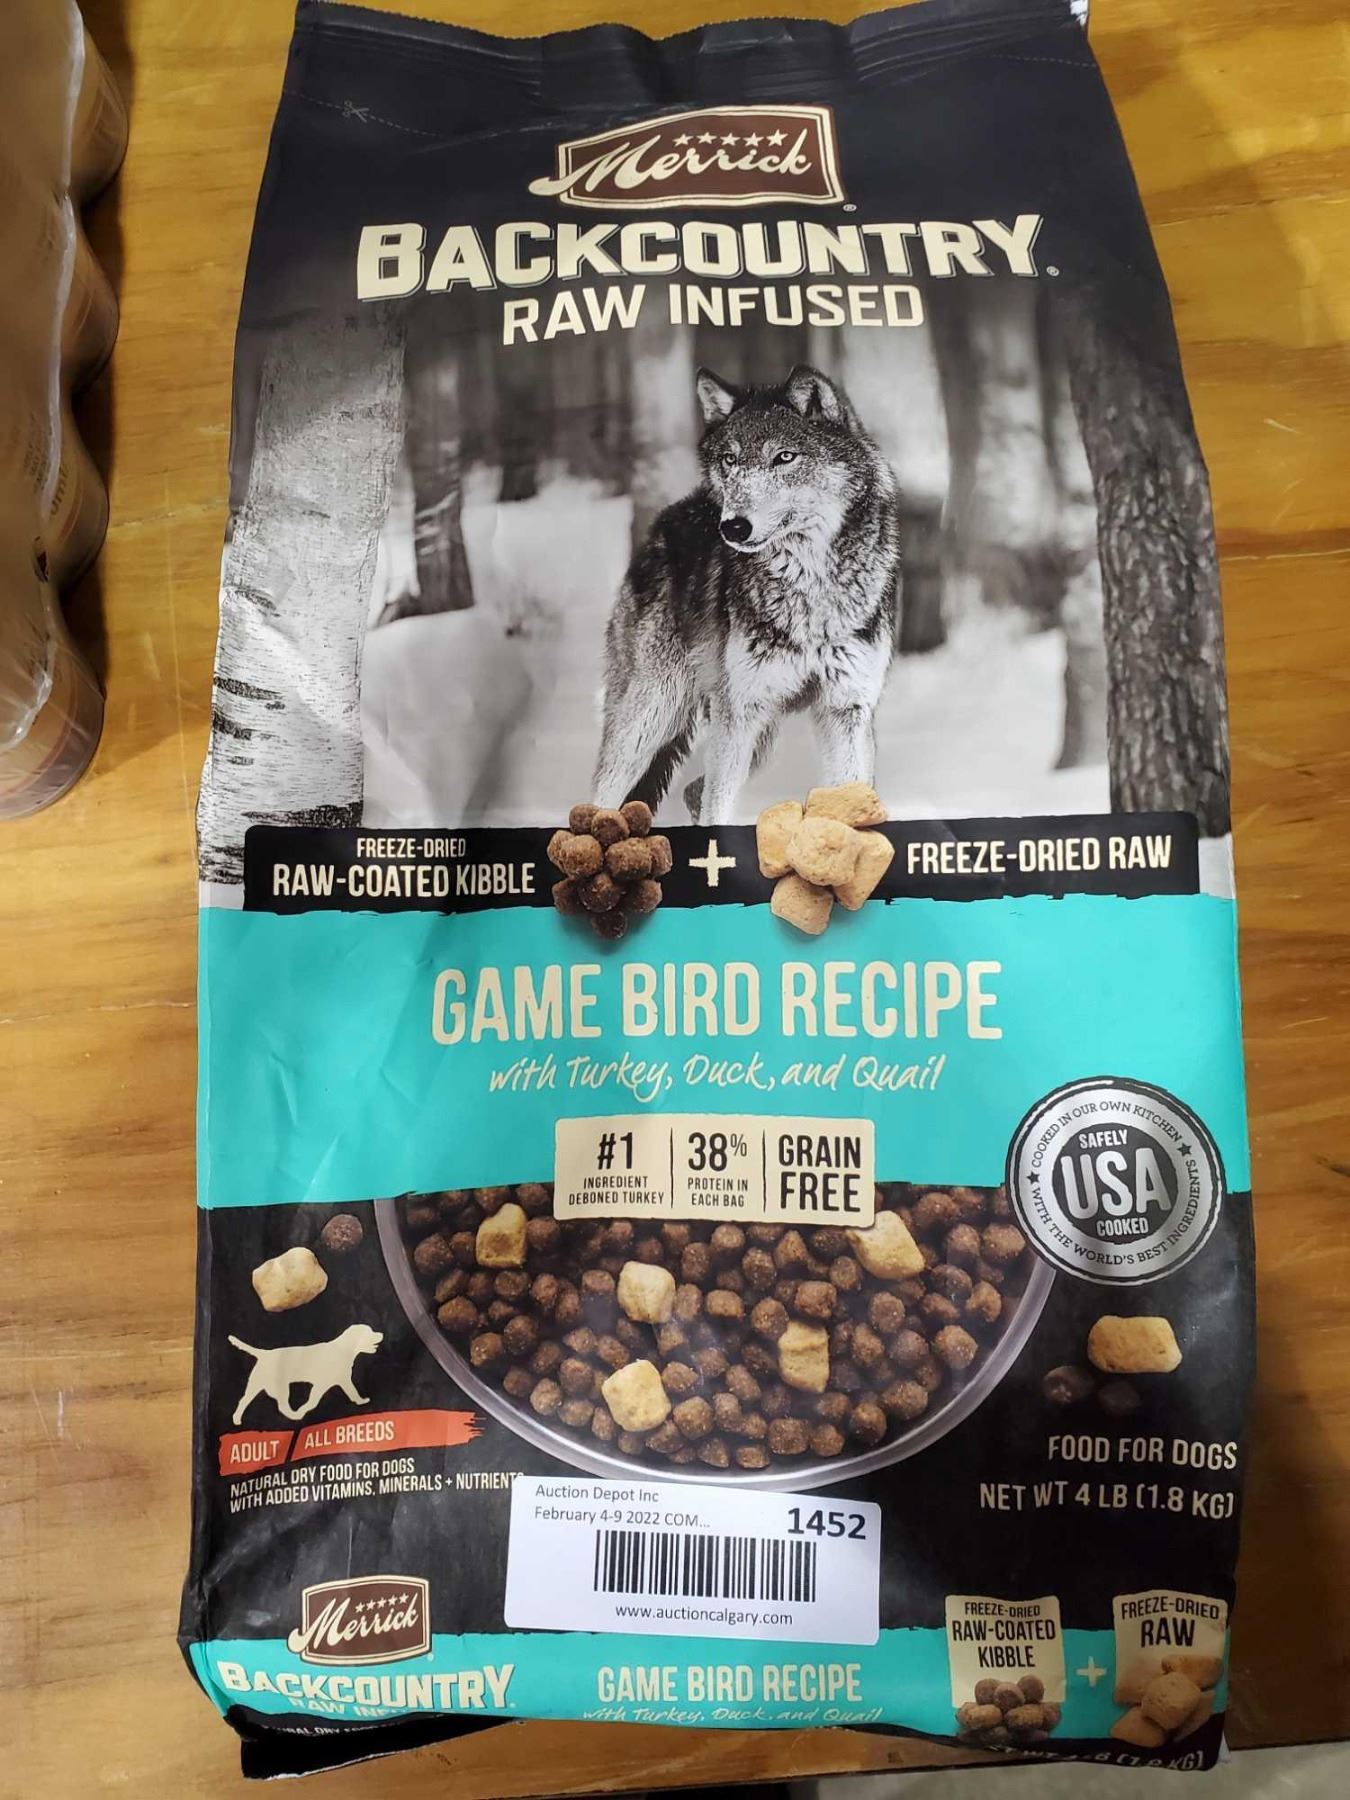 Merrick
BACKCOUNTRY®
RAW INFUSED
FREEZE-DRIED
RAW-COATED KIBBLE
+
FREEZE-DRIED RAW
GAME BIRD RECIPE
with Turkey, Duck, and Quail
#1
INGREDIENT
DEBONED TURKEY
38%
PROTEIN IN
EACH BAG
GRAIN
FREE
COOKED IN OUR OWN KITCHEN
SAFELY
USA
COOKED
WITH THE WORLD'S BEST INGREDIENTS
ADULT / ALL BREEDS
NATURAL DRY FOOD FOR DOGS
WITH ADDED VITAMINS, MINERALS + NUTRIENT
FOOD FOR DOGS
NET WT 4 LB (1.8 KG)
Auction Depot Inc
February 4-9 2022 COM...
1452
www.auctioncalgary.com
Merrick
BACKCOUNTRY
RAW
GAME BIRD RECIPE
with Turkey, Duck, and Quail
FREEZE-DRIED
RAW-COATED
KIBBLE
+
FREEZE-DRIED
RAW
(1.8 KG)